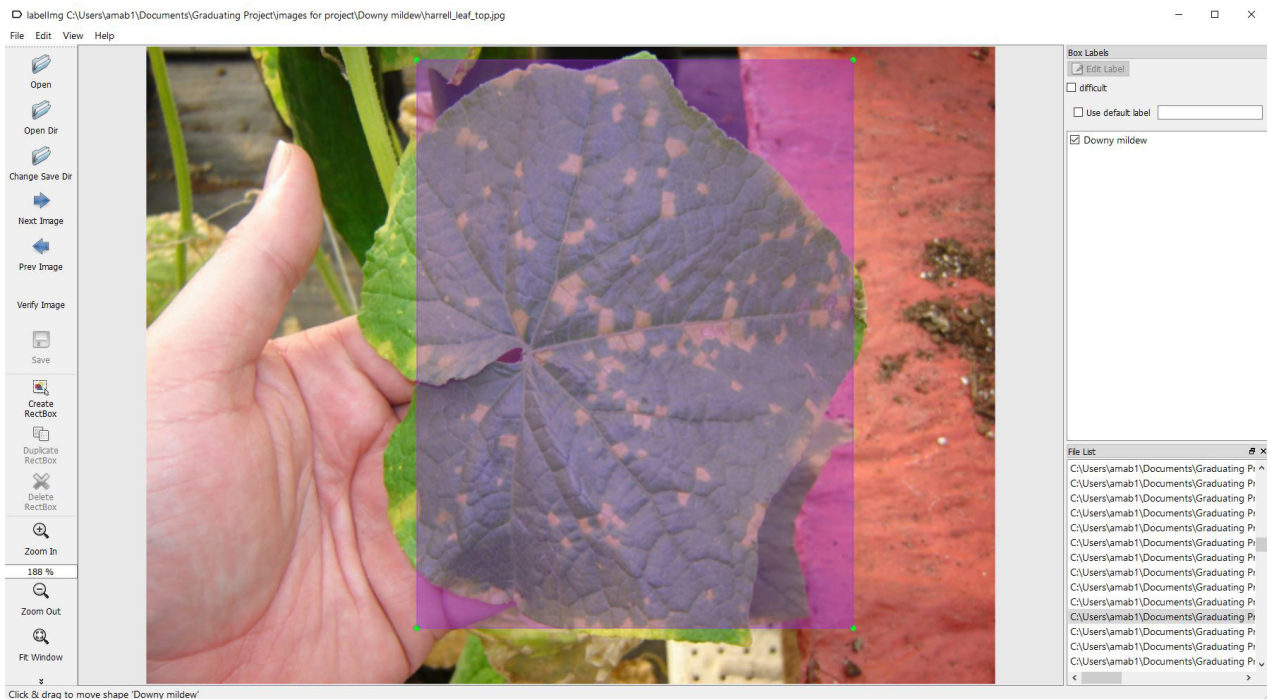 labelImg C:\Users\amab1\Documents\Graduating Project\images for project\Downy mildew\harrell_leaf_top.jpg
File Edit View Help
Open
Open Dir
Change Save Dir
Next Image
Prev Image
Verify Image
Save
Create
RectBox
Duplicate
RectBox
Delete
RectBox
Zoom In
188 %
Zoom Out
Fit Window
Box Labels
Edit Label
difficult
Use default label
Downy mildew
File List
C:\Users\amab1\Documents\Graduating Pr
C:\Users\amab1\Documents\Graduating Pr
C:\Users\amab1\Documents\Graduating Pr
C:\Users\amab1\Documents\Graduating Pr
C:\Users\amab1\Documents\Graduating Pr
C:\Users\amab1\Documents\Graduating Pr
C:\Users\amab1\Documents\Graduating Pr
C:\Users\amab1\Documents\Graduating Pr
C:\Users\amab1\Documents\Graduating Pr
C:\Users\amab1\Documents\Graduating Pr
C:\Users\amab1\Documents\Graduating Pr
C:\Users\amab1\Documents\Graduating Pr
C:\Users\amab1\Documents\Graduating Pr
C:\Users\amab1\Documents\Graduating Pr
Click & drag to move shape 'Downy mildew'